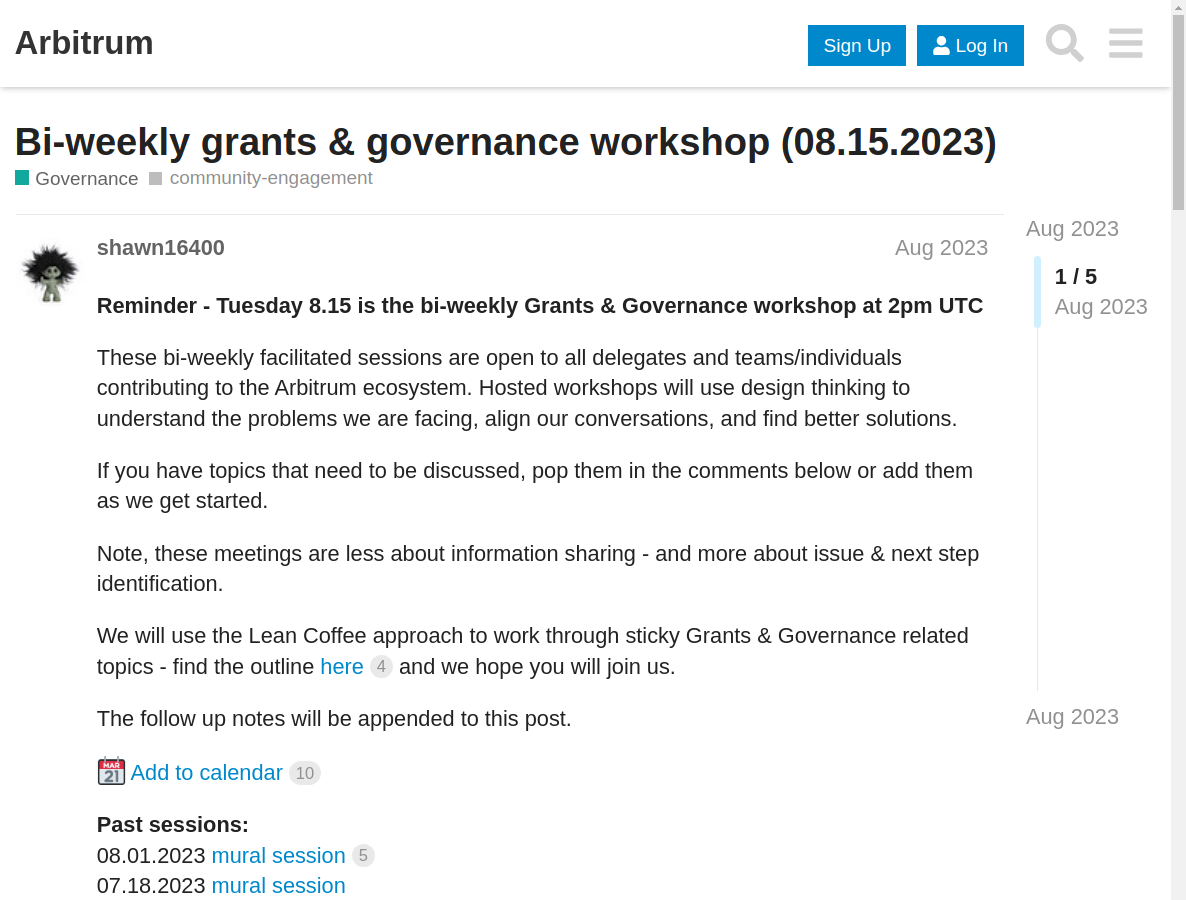 Arbitrum
Sign Up
Log In
Bi-weekly grants & governance workshop (08.15.2023)
Governance community-engagement
shawn16400
Aug 2023
Reminder - Tuesday 8.15 is the bi-weekly Grants & Governance workshop at 2pm UTC
These bi-weekly facilitated sessions are open to all delegates and teams/individuals
contributing to the Arbitrum ecosystem. Hosted workshops will use design thinking to
understand the problems we are facing, align our conversations, and find better solutions.
If you have topics that need to be discussed, pop them in the comments below or add them
as we get started.
Note, these meetings are less about information sharing - and more about issue & next step
identification.
We will use the Lean Coffee approach to work through sticky Grants & Governance related
topics - find the outline here 4 and we hope you will join us.
The follow up notes will be appended to this post.
MAR
21
Add to calendar 10
Past sessions:
08.01.2023 mural session 5
07.18.2023 mural session
Aug 2023
1 / 5
Aug 2023
Aug 2023